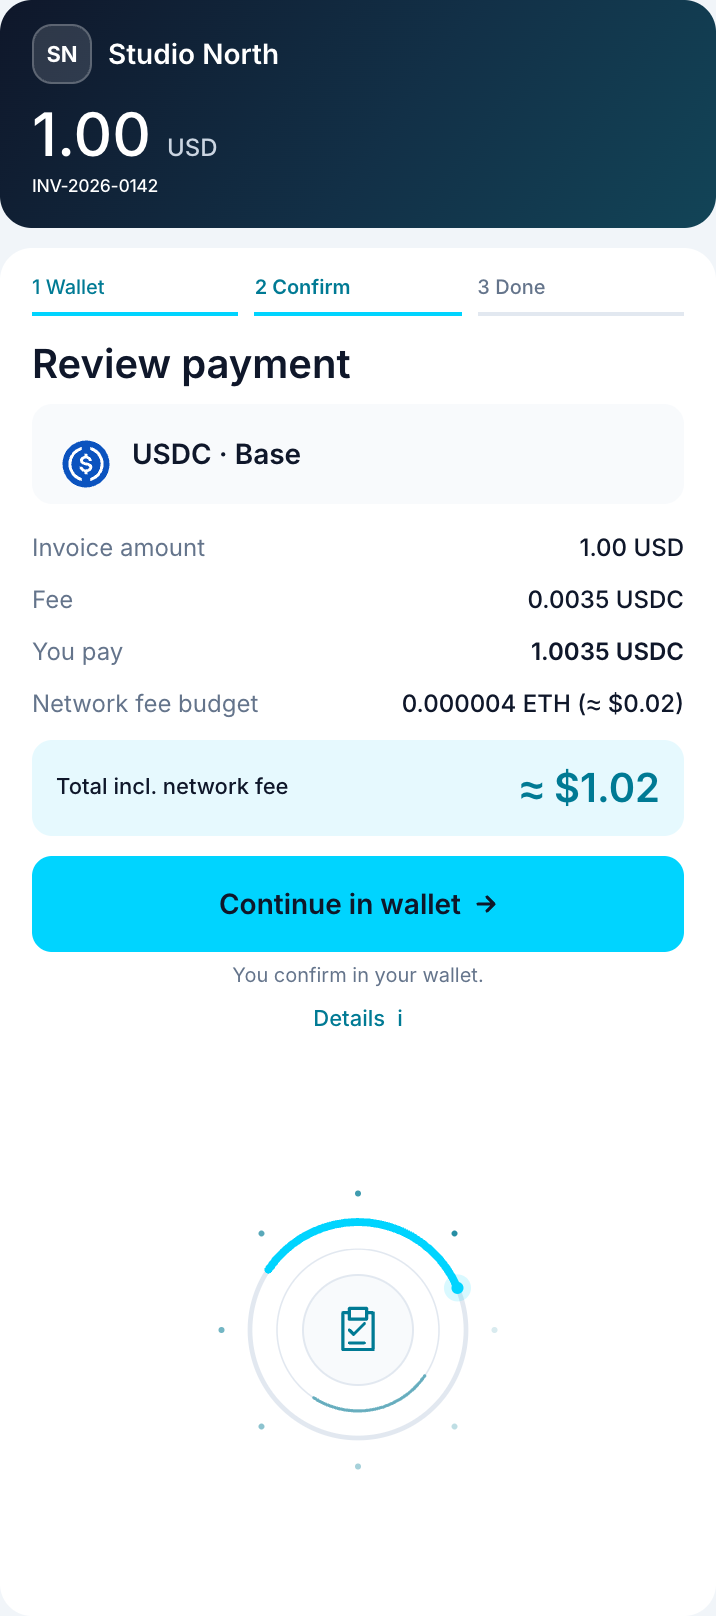 SN
Studio North
1.00 USD
INV-2026-0142
1 Wallet 2 Confirm 3 Done
Review payment
USDC · Base
Invoice amount 1.00 USD
Fee 0.0035 USDC
You pay 1.0035 USDC
Network fee budget 0.000004 ETH (≈ $0.02)
Total incl. network fee ≈ $1.02
Continue in wallet →
You confirm in your wallet.
Details i